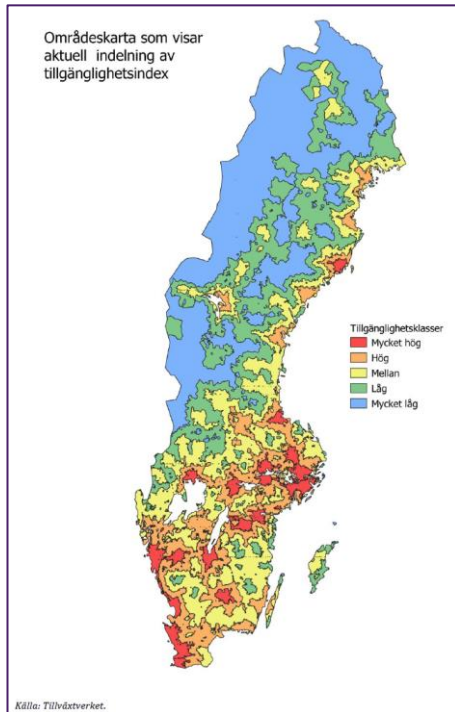 Områdeskarta som visar
aktuell indelning av
tillgänglighetsindex
Tillgänglighetsklasser
Mycket hög
Hög
Mellan
Låg
Mycket låg
Källa: Tillväxtverket.